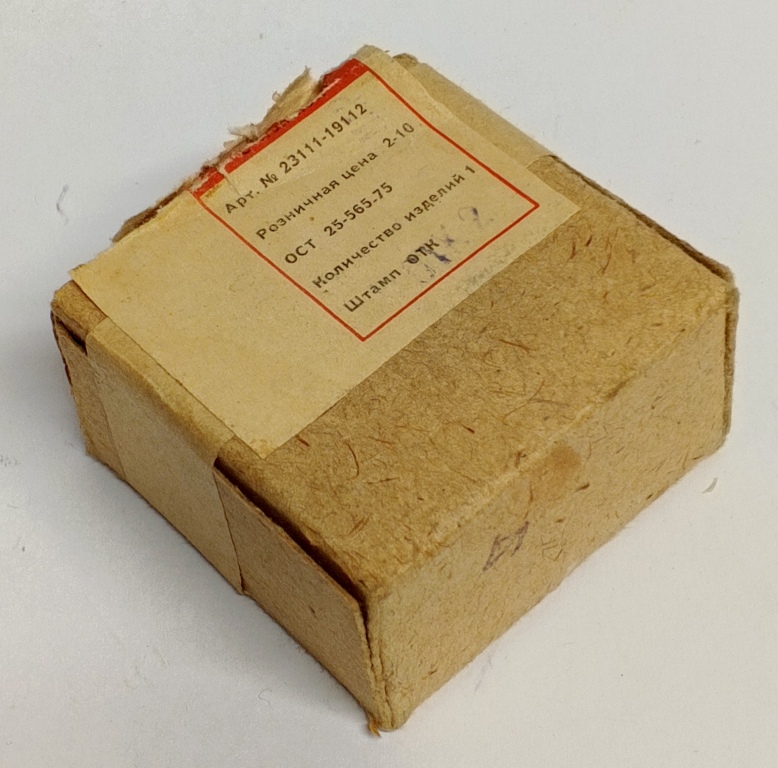 Арт. № 23111-19112
Розничная цена 2-10
ОСТ 25-565-75
Количество изделий 1
Штамп ОТК